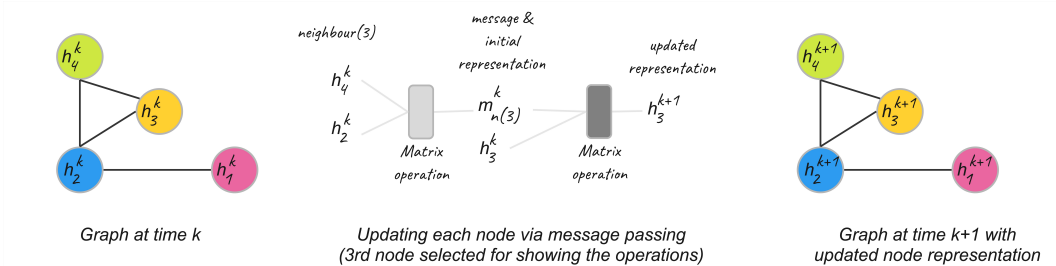 h₄ᵏ
h₃ᵏ
h₂ᵏ
h₁ᵏ
Graph at time k
neighbour(3)
h₄ᵏ
h₂ᵏ
Matrix
operation
message &
initial
representation
mᵏn(3)
h₃ᵏ
Matrix
operation
updated
representation
h₃ᵏ⁺¹
Updating each node via message passing
(3rd node selected for showing the operations)
h₄ᵏ⁺¹
h₃ᵏ⁺¹
h₂ᵏ⁺¹
h₁ᵏ⁺¹
Graph at time k+1 with
updated node representation